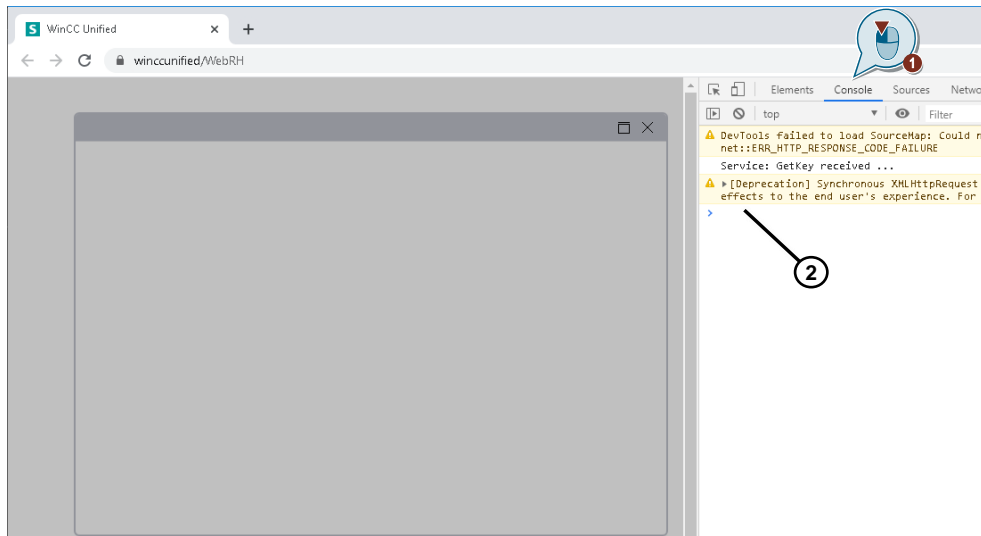 S WinCC Unified
winccunified/WebRH
1
Elements Console Sources Netwo
top Filter
DevTools failed to load SourceMap: Could n
net::ERR_HTTP_RESPONSE_CODE_FAILURE
Service: GetKey received ...
[Deprecation] Synchronous XMLHttpRequest
effects to the end user's experience. For
2